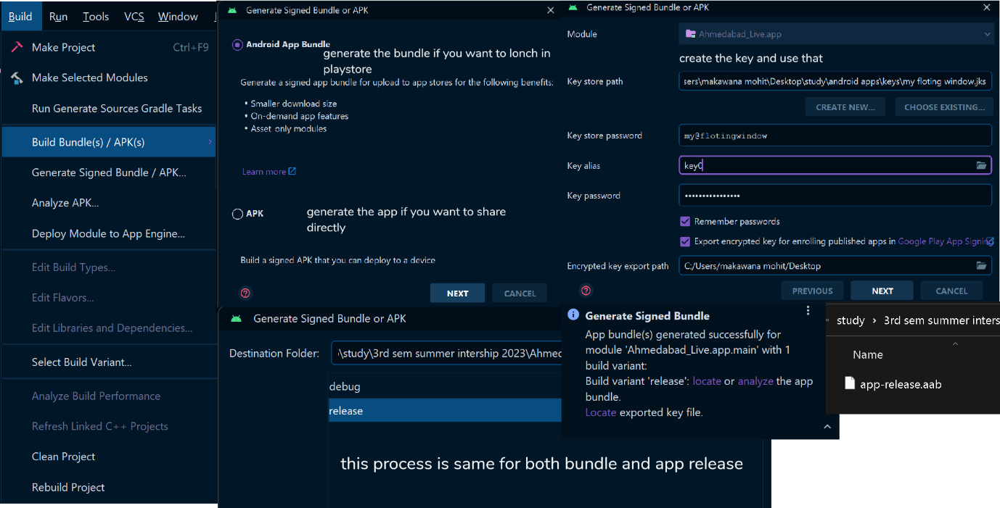 Build Run Tools VCS Window
Make Project Ctrl+F9
Make Selected Modules
Run Generate Sources Gradle Tasks
Build Bundle(s) / APK(s)
Generate Signed Bundle / APK...
Analyze APK...
Deploy Module to App Engine...
Edit Build Types...
Edit Flavors...
Edit Libraries and Dependencies...
Select Build Variant...
Analyze Build Performance
Refresh Linked C++ Projects
Clean Project
Rebuild Project
Generate Signed Bundle or APK
Android App Bundle
generate the bundle if you want to lonch in
playstore
Generate a signed app bundle for upload to app stores for the following benefits:
• Smaller download size
• On-demand app features
• Asset-only modules
Learn more
APK
generate the app if you want to share
directly
Build a signed APK that you can deploy to a device
NEXT CANCEL
Generate Signed Bundle or APK
Module Ahmedabad_Live.app
create the key and use that
Key store path sers\makawana mohit\Desktop\study\android apps\keys\my floting window.jks
CREATE NEW... CHOOSE EXISTING...
Key store password my@flotingwindow
Key alias key0
Key password ••••••••••••••••
Remember passwords
Export encrypted key for enrolling published apps in Google Play App Signing
Encrypted key export path C:/Users/makawana mohit/Desktop
PREVIOUS NEXT CANCEL
Generate Signed Bundle or APK
Destination Folder: \study\3rd sem summer intership 2023\Ahmed
debug
release
this process is same for both bundle and app release
Generate Signed Bundle
App bundle(s) generated successfully for
module 'Ahmedabad_Live.app.main' with 1
build variant:
Build variant 'release': locate or analyze the app
bundle.
Locate exported key file.
study › 3rd sem summer inters
Name
app-release.aab